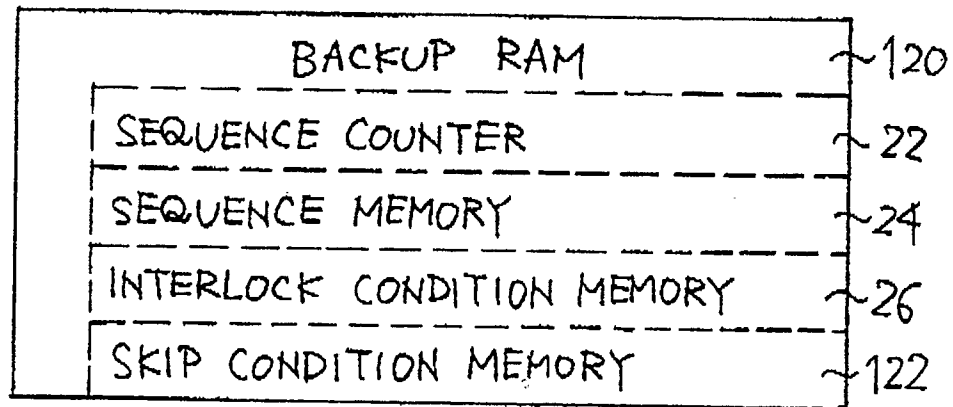 BACKUP RAM 120
SEQUENCE COUNTER 22
SEQUENCE MEMORY 24
INTERLOCK CONDITION MEMORY 26
SKIP CONDITION MEMORY 122